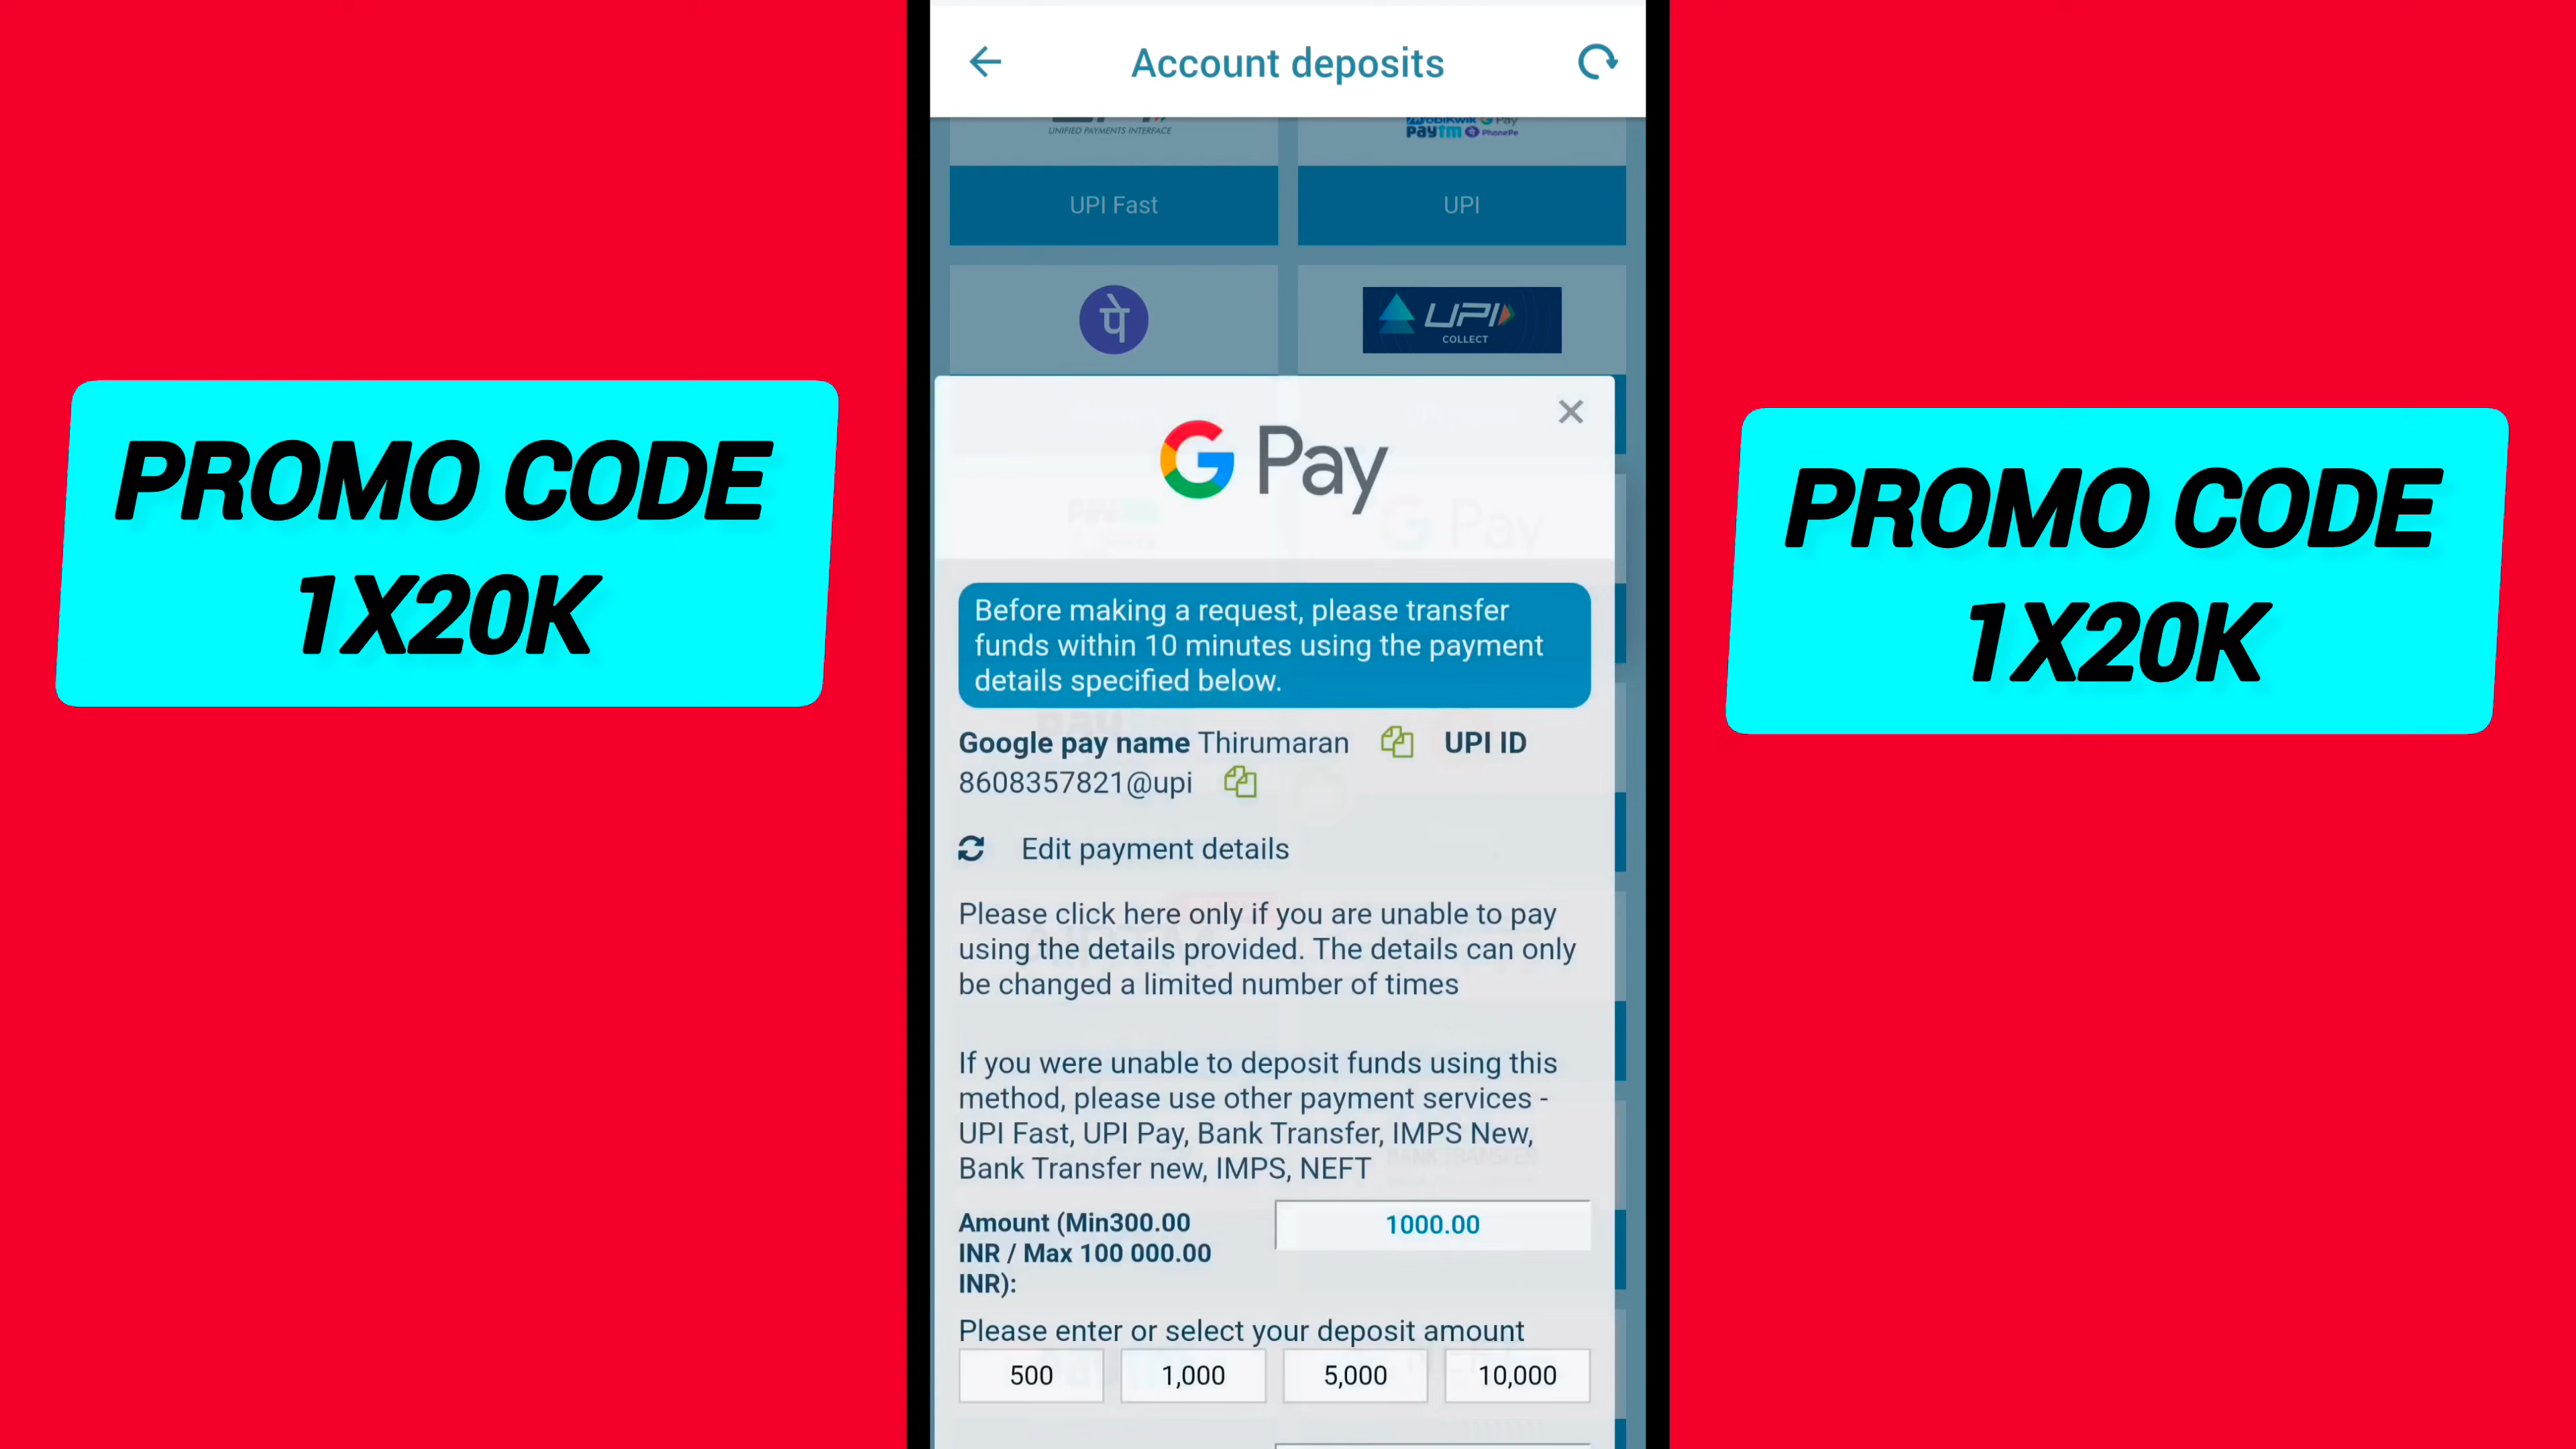 Account deposits
UNIFIED PAYMENTS INTERFACE
MobiKwik G Pay
paytm PhonePe
UPI Fast
UPI
पे
UPI
COLLECT
G Pay
PROMO CODE
1X20K
PROMO CODE
1X20K
Before making a request, please transfer
funds within 10 minutes using the payment
details specified below.
Google pay name Thirumaran UPI ID
8608357821@upi
Edit payment details
Please click here only if you are unable to pay
using the details provided. The details can only
be changed a limited number of times
If you were unable to deposit funds using this
method, please use other payment services -
UPI Fast, UPI Pay, Bank Transfer, IMPS New,
Bank Transfer new, IMPS, NEFT
Amount (Min300.00
INR / Max 100 000.00
INR):
1000.00
Please enter or select your deposit amount
500 1,000 5,000 10,000